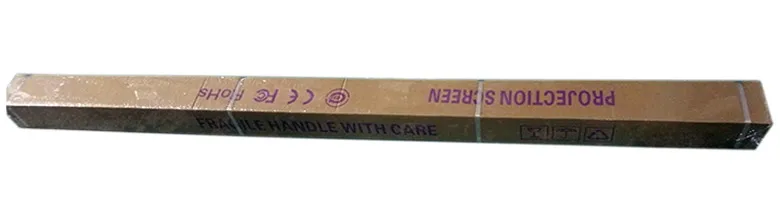 PROJECTION SCREEN
CE FC RoHs
FRAGILE HANDLE WITH CARE